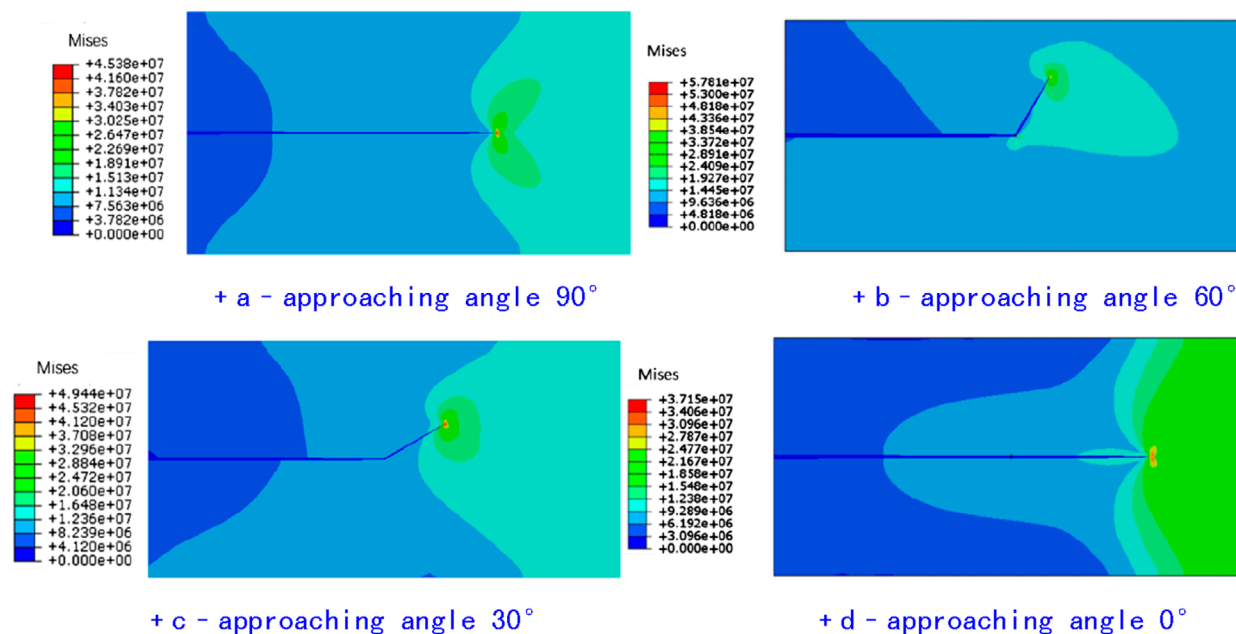 Mises
+4.538e+07
+4.160e+07
+3.782e+07
+3.403e+07
+3.025e+07
+2.647e+07
+2.269e+07
+1.891e+07
+1.513e+07
+1.134e+07
+7.563e+06
+3.782e+06
+0.000e+00
+a-approaching angle 90°
Mises
+5.781e+07
+5.300e+07
+4.818e+07
+4.336e+07
+3.854e+07
+3.372e+07
+2.891e+07
+2.409e+07
+1.927e+07
+1.445e+07
+9.636e+06
+4.818e+06
+0.000e+00
+b-approaching angle 60°
Mises
+4.944e+07
+4.532e+07
+4.120e+07
+3.708e+07
+3.296e+07
+2.884e+07
+2.472e+07
+2.060e+07
+1.648e+07
+1.236e+07
+8.239e+06
+4.120e+06
+0.000e+00
+c-approaching angle 30°
Mises
+3.715e+07
+3.406e+07
+3.096e+07
+2.787e+07
+2.477e+07
+2.167e+07
+1.858e+07
+1.548e+07
+1.238e+07
+9.289e+06
+6.192e+06
+3.096e+06
+0.000e+00
+d-approaching angle 0°